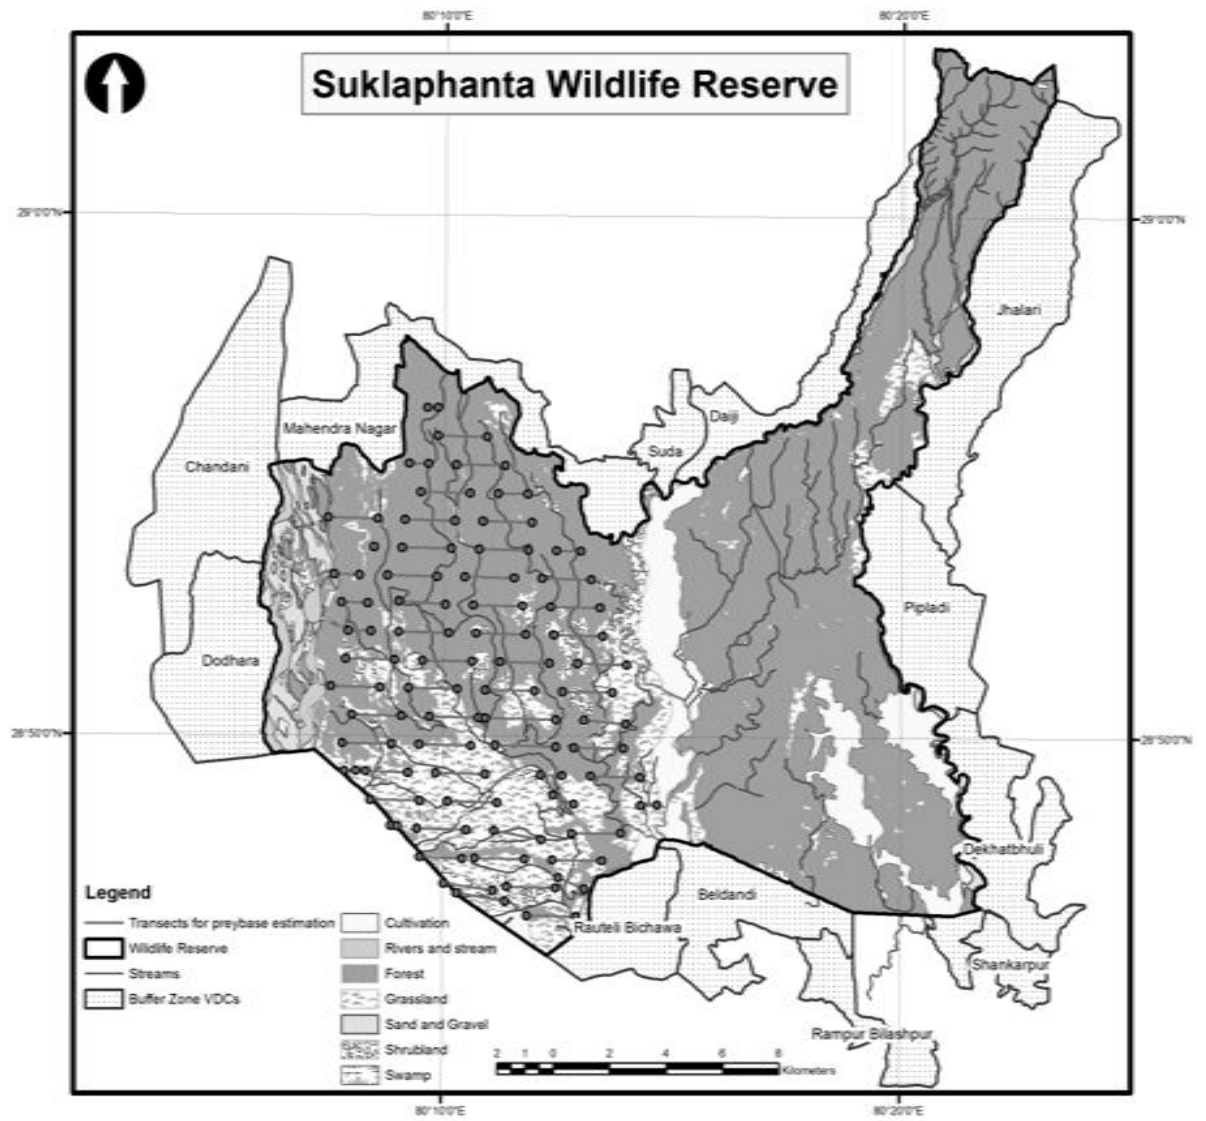 80°10'0"E
80°20'0"E
Suklaphanta Wildlife Reserve
29°0'0"N
Jhalari
Daiji
Mahendra Nagar
Suda
Chandani
Pipladi
Dodhara
28°50'0"N
28°50'0"N
Dekhatbhuli
Legend
Beldandi
Transects for preybase estimation
Cultivation
Rauteli Bichawa
Wildlife Reserve
Rivers and stream
Streams
Forest
Shankarpur
Buffer Zone VDCs
Grassland
Sand and Gravel
Rampur Bilashpur
Shrubland
2 1 0 2 4 6 8
Kilometers
Swamp
80°10'0"E
80°20'0"E